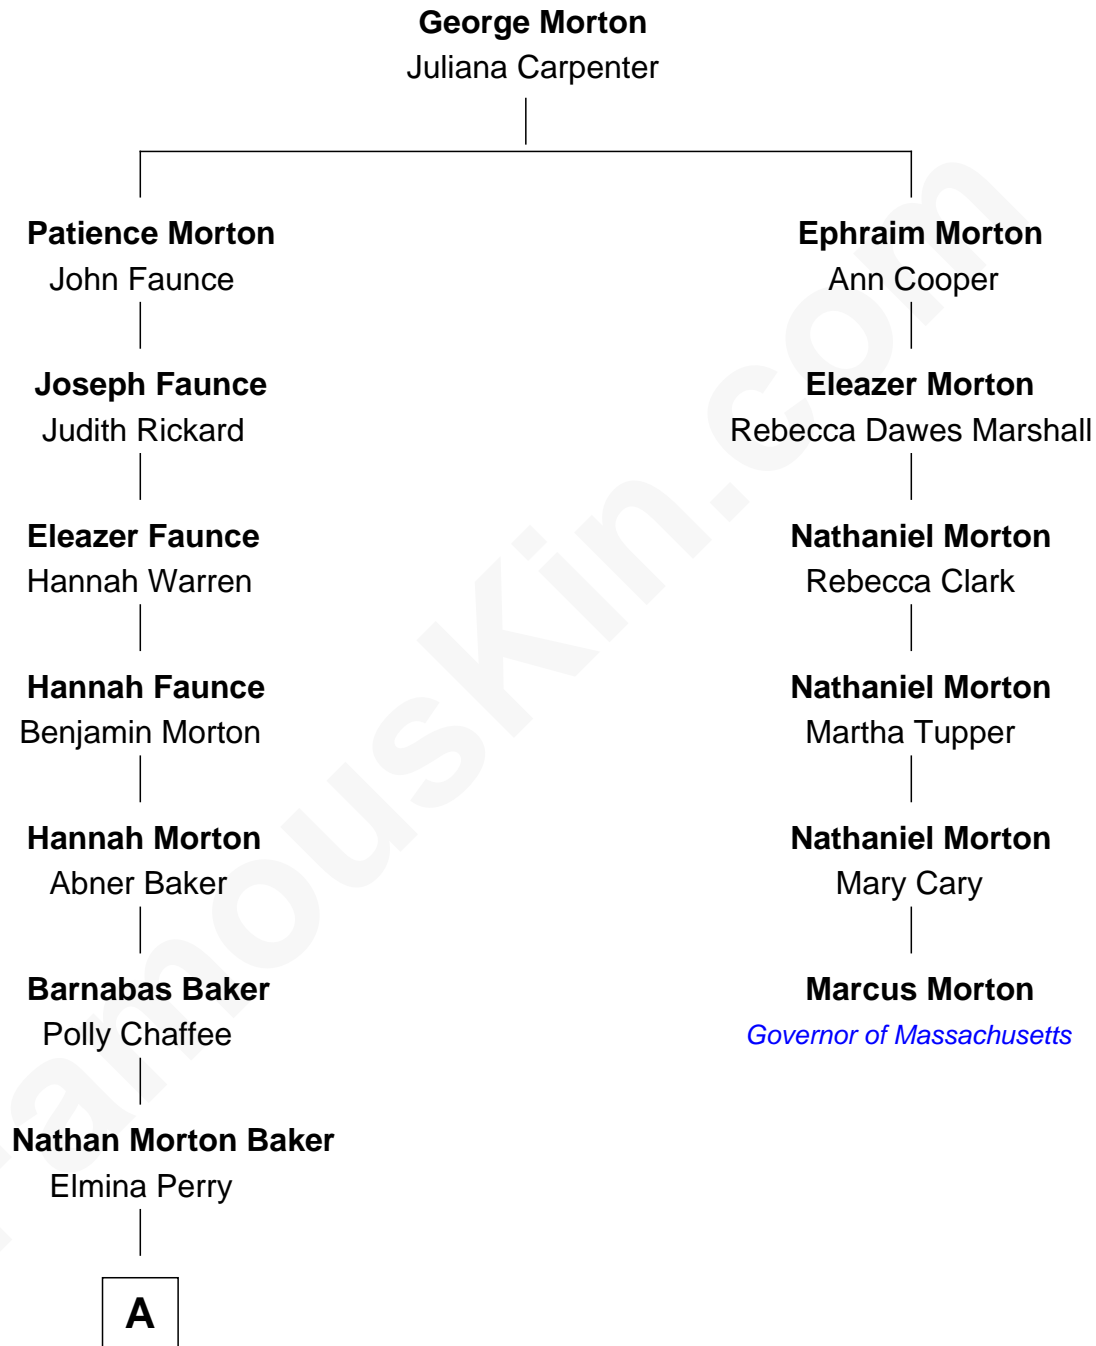 George Morton
Juliana Carpenter
Patience Morton
John Faunce
Ephraim Morton
Ann Cooper
Joseph Faunce
Judith Rickard
Eleazer Morton
Rebecca Dawes Marshall
Eleazer Faunce
Hannah Warren
Nathaniel Morton
Rebecca Clark
Hannah Faunce
Benjamin Morton
Nathaniel Morton
Martha Tupper
Hannah Morton
Abner Baker
Nathaniel Morton
Mary Cary
Barnabas Baker
Polly Chaffee
Marcus Morton
Governor of Massachusetts
Nathan Morton Baker
Elmina Perry
A
FamousKin.com